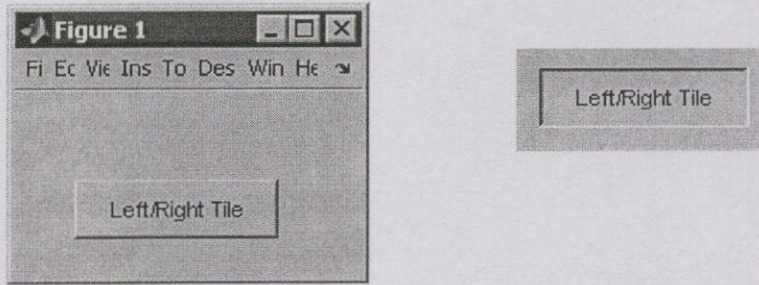 Figure 1
Fi Ec Vie Ins To Des Win He
Left/Right Tile
Left/Right Tile